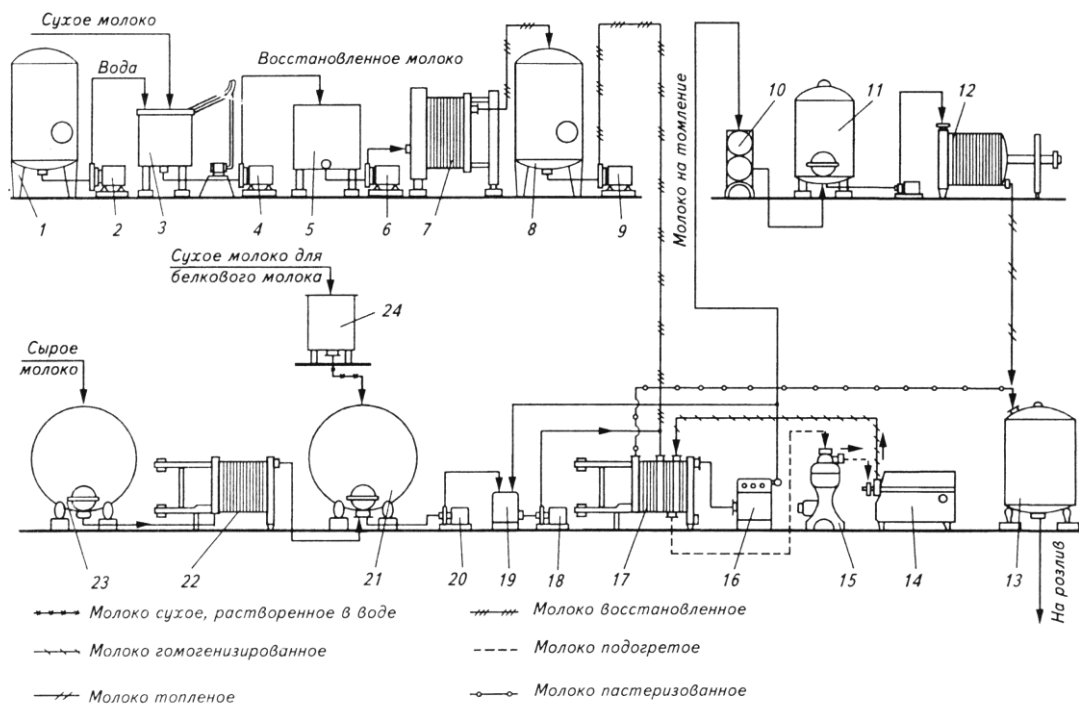 Сухое молоко
Вода
Восстановленное молоко
Молоко на томление
10
11
12
1
2
3
4
5
6
7
8
9
Сухое молоко для
белкового молока
24
Сырое
молоко
23
22
21
20
19
18
17
16
15
14
13
На розлив
Молоко сухое, растворенное в воде
Молоко восстановленное
Молоко гомогенизированное
Молоко подогретое
Молоко топленое
Молоко пастеризованное